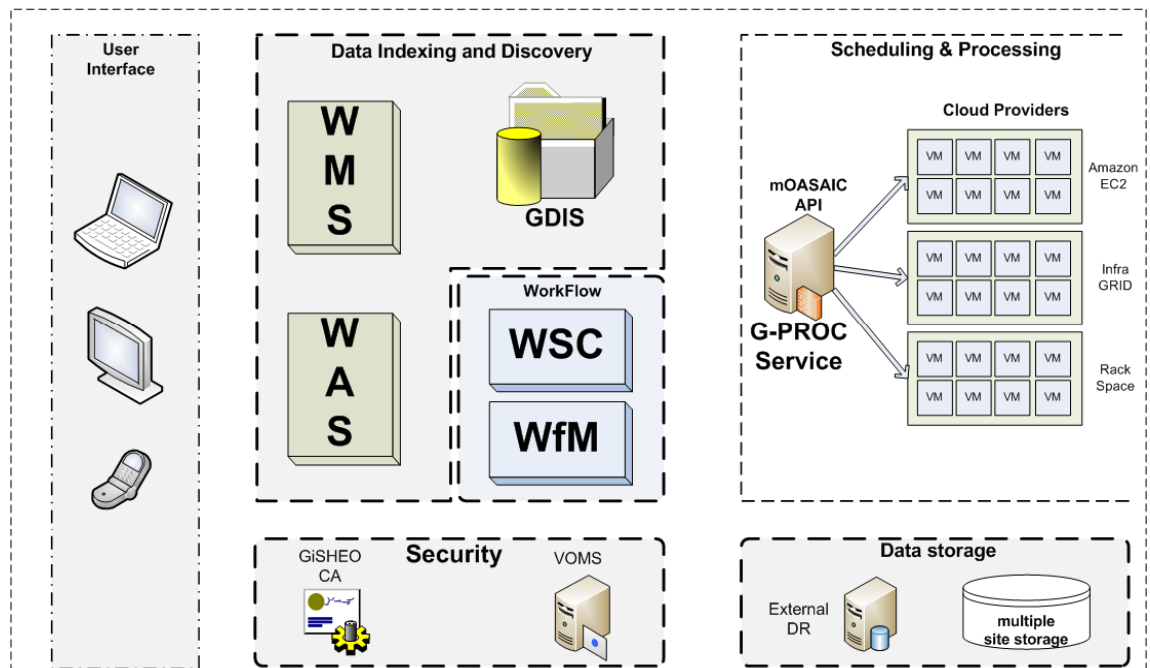 User
Interface
Data Indexing and Discovery
W
M
S
GDIS
W
A
S
WorkFlow
WSC
WfM
Scheduling & Processing
Cloud Providers
mOASAIC
API
G-PROC
Service
VM VM VM VM
VM VM VM VM
Amazon
EC2
VM VM VM VM
VM VM VM VM
Infra
GRID
VM VM VM VM
VM VM VM VM
Rack
Space
Security
GiSHEO
CA
VOMS
Data storage
External
DR
multiple
site storage